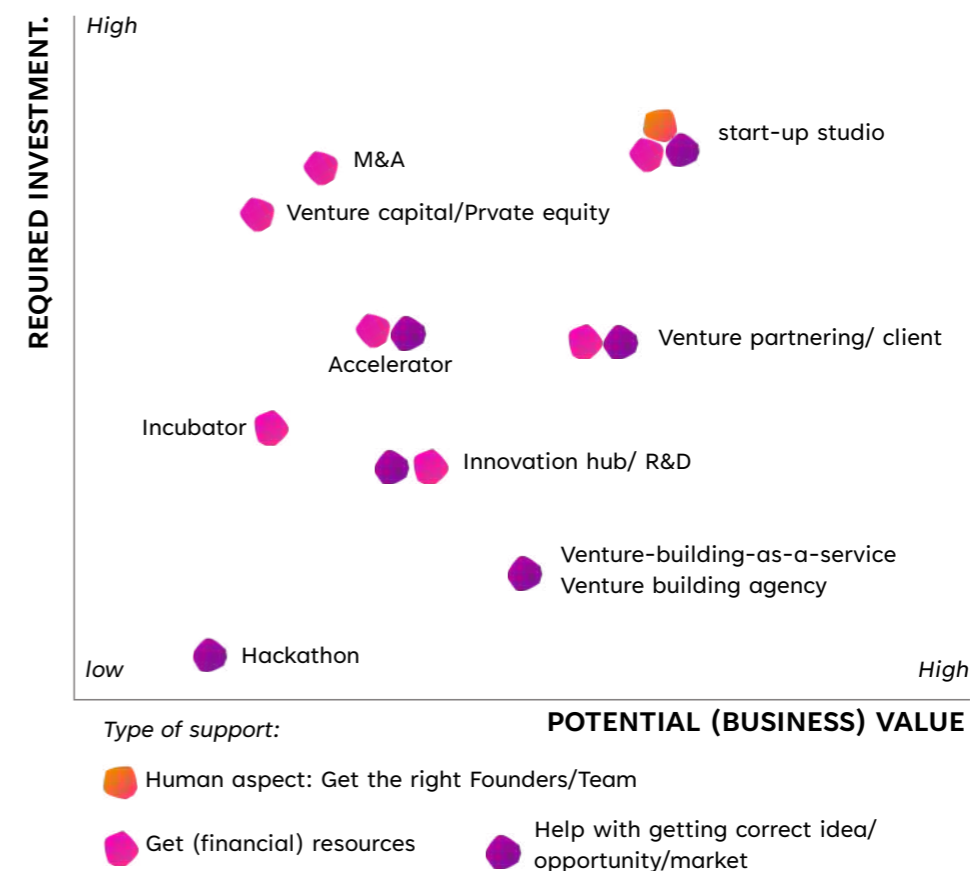 REQUIRED INVESTMENT.
High
start-up studio
M&A
Venture capital/Prvate equity
Accelerator
Venture partnering/ client
Incubator
Innovation hub/ R&D
Venture-building-as-a-service
Venture building agency
Hackathon
low
High
POTENTIAL (BUSINESS) VALUE
Type of support:
Human aspect: Get the right Founders/Team
Get (financial) resources
Help with getting correct idea/
opportunity/market